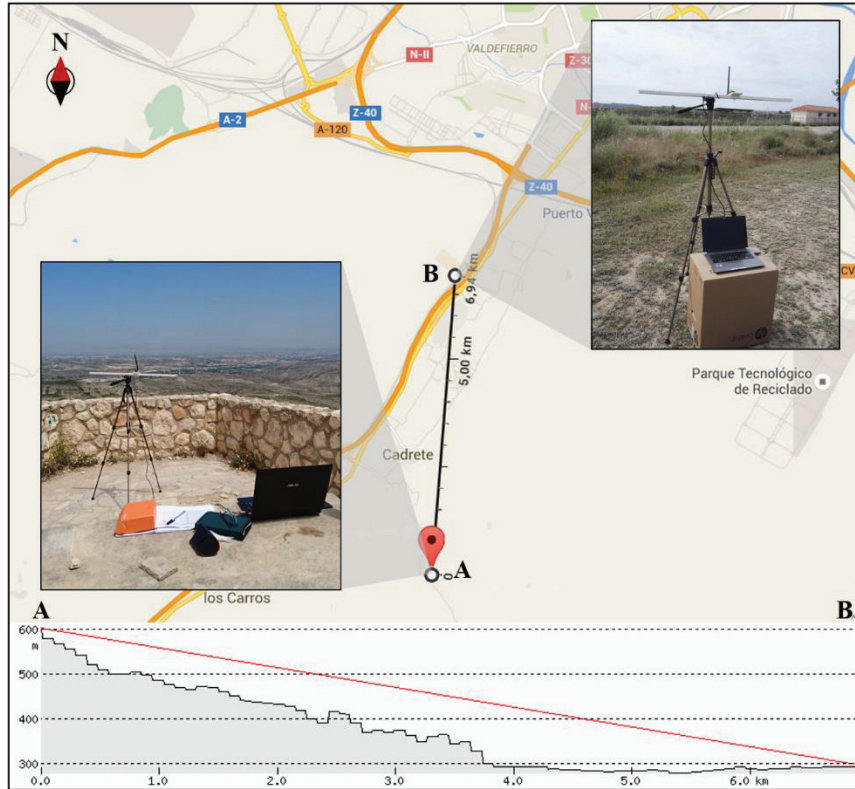 N
VALDEFIERRO
N-II
Z-30
A-2
Z-40
A-120
Z-40
Puerto V
B
6,94 km
5,00 km
CV
Parque Tecnológico
de Reciclado
Cadrete
0
A
los Carros
A
B
600
m
500
400
300
0.0
1.0
2.0
3.0
4.0
5.0
6.0 km